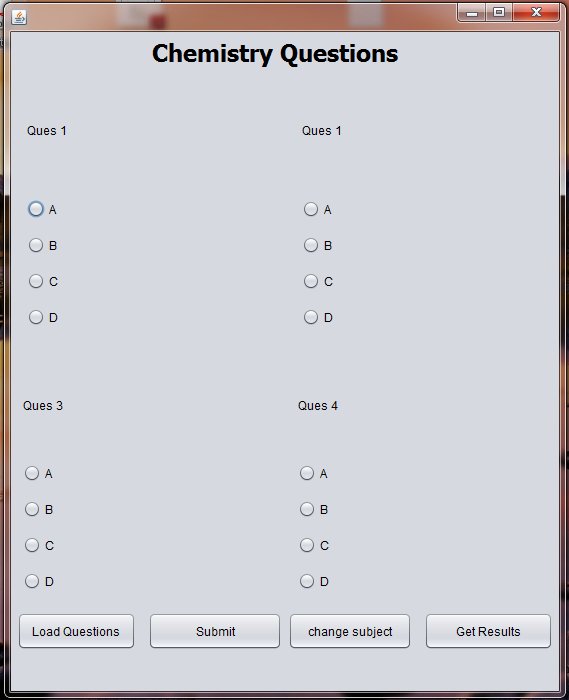 Chemistry Questions
Ques 1
A
B
C
D
Ques 1
A
B
C
D
Ques 3
A
B
C
D
Ques 4
A
B
C
D
Load Questions
Submit
change subject
Get Results